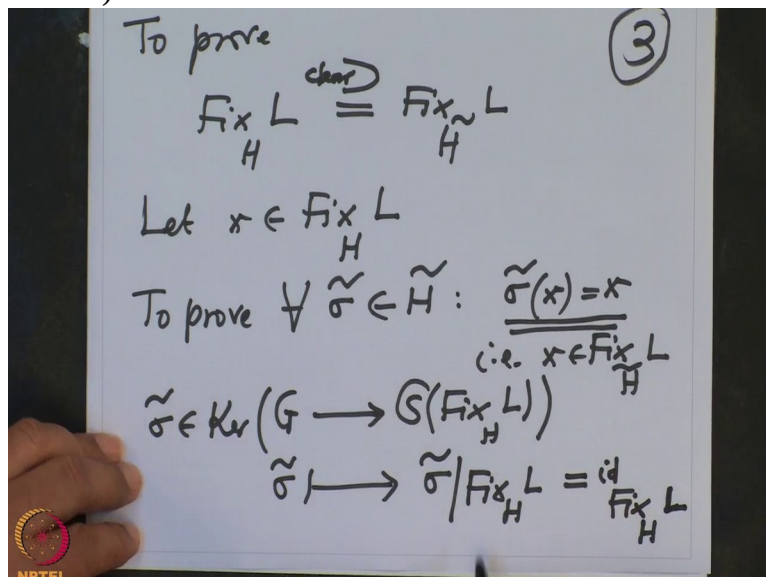 To prove
3
clear ⊃
Fix_H L = Fix_H̃ L
Let x ∈ Fix_H L
To prove ∀ σ̃ ∈ H̃ : σ̃(x) = x
i.e. x ∈ Fix_H̃ L
σ̃ ∈ Ker (G ⟶ 𝔖(Fix_H L))
σ̃ ⟼ σ̃|Fix_H L = id_Fix_H L
NPTEL